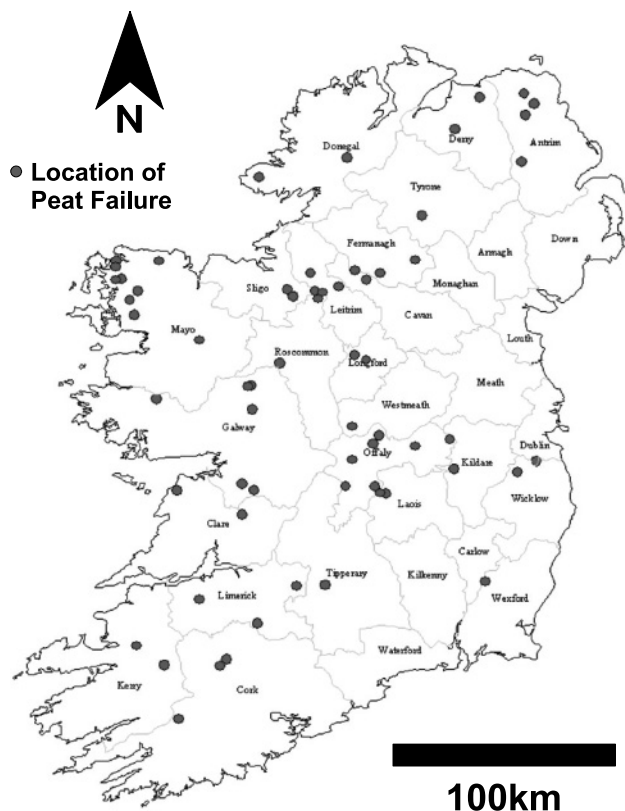 N
Location of
Peat Failure
Donegal
Derry
Antrim
Tyrone
Fermanagh
Armagh
Down
Monaghan
Sligo
Leitrim
Cavan
Mayo
Louth
Roscommon
Longford
Meath
Westmeath
Galway
Dublin
Offaly
Kildare
Laois
Wicklow
Clare
Carlow
Tipperary
Kilkenny
Limerick
Wexford
Waterford
Kerry
Cork
100km